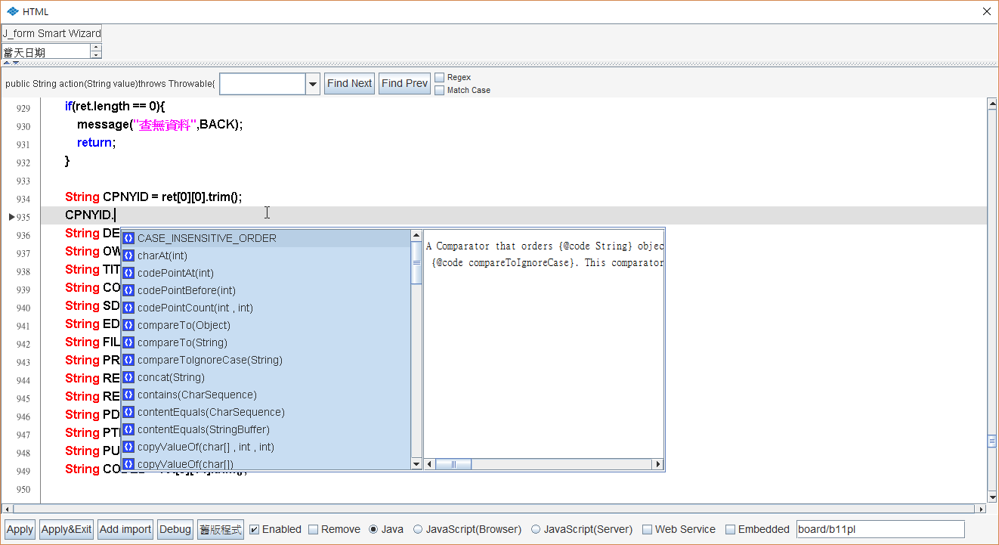 HTML
J_form Smart Wizard
當天日期
public String action(String value)throws Throwable{ Find Next Find Prev Regex
Match Case
929 if(ret.length == 0){
930 message("查無資料",BACK);
931 return;
932 }
933
934 String CPNYID = ret[0][0].trim();
935 CPNYID.
936 String DE
937 String OW
938 String TIT
939 String CO
940 String SD
941 String ED
942 String FIL
943 String PR
944 String RE
945 String RE
946 String PD
947 String PT
948 String PU
949 String CO
950
CASE_INSENSITIVE_ORDER
charAt(int)
codePointAt(int)
codePointBefore(int)
codePointCount(int , int)
compareTo(Object)
compareTo(String)
compareToIgnoreCase(String)
concat(String)
contains(CharSequence)
contentEquals(CharSequence)
contentEquals(StringBuffer)
copyValueOf(char[] , int , int)
copyValueOf(char[])
A Comparator that orders {@code String} objec
{@code compareToIgnoreCase}. This comparator
Apply Apply&Exit Add import Debug 舊版程式 Enabled Remove Java JavaScript(Browser) JavaScript(Server) Web Service Embedded board/b11pl